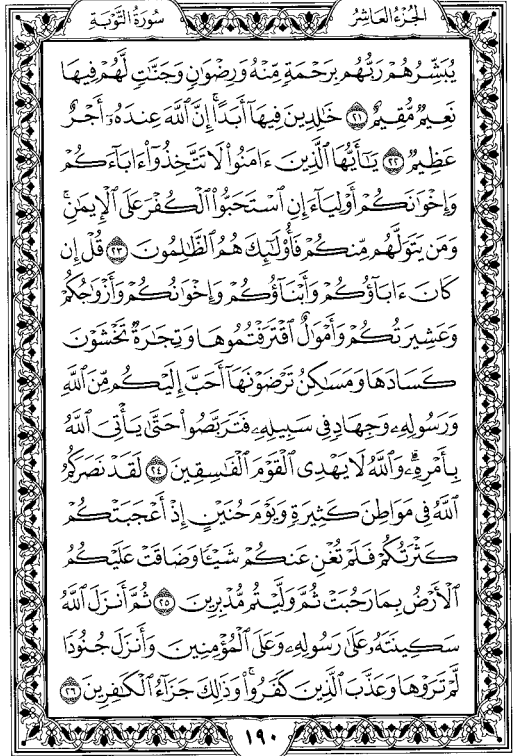 الجزء العاشر
سورة التوبة
يُبَشِّرُهُمْ رَبُّهُم بِرَحْمَةٍ مِّنْهُ وَرِضْوَٰنٍ وَجَنَّٰتٍ لَّهُمْ فِيهَا
نَعِيمٌ مُّقِيمٌ ۝٢١ خَٰلِدِينَ فِيهَآ أَبَدًا ۚ إِنَّ ٱللَّهَ عِندَهُۥٓ أَجْرٌ
عَظِيمٌ ۝٢٢ يَٰٓأَيُّهَا ٱلَّذِينَ ءَامَنُوا۟ لَا تَتَّخِذُوٓا۟ ءَابَآءَكُمْ
وَإِخْوَٰنَكُمْ أَوْلِيَآءَ إِنِ ٱسْتَحَبُّوا۟ ٱلْكُفْرَ عَلَى ٱلْإِيمَٰنِ ۚ
وَمَن يَتَوَلَّهُم مِّنكُمْ فَأُو۟لَٰٓئِكَ هُمُ ٱلظَّٰلِمُونَ ۝٢٣ قُلْ إِن
كَانَ ءَابَآؤُكُمْ وَأَبْنَآؤُكُمْ وَإِخْوَٰنُكُمْ وَأَزْوَٰجُكُمْ
وَعَشِيرَتُكُمْ وَأَمْوَٰلٌ ٱقْتَرَفْتُمُوهَا وَتِجَٰرَةٌ تَخْشَوْنَ
كَسَادَهَا وَمَسَٰكِنُ تَرْضَوْنَهَآ أَحَبَّ إِلَيْكُم مِّنَ ٱللَّهِ
وَرَسُولِهِۦ وَجِهَادٍ فِى سَبِيلِهِۦ فَتَرَبَّصُوا۟ حَتَّىٰ يَأْتِىَ ٱللَّهُ
بِأَمْرِهِۦ ۗ وَٱللَّهُ لَا يَهْدِى ٱلْقَوْمَ ٱلْفَٰسِقِينَ ۝٢٤ لَقَدْ نَصَرَكُمُ
ٱللَّهُ فِى مَوَاطِنَ كَثِيرَةٍ وَيَوْمَ حُنَيْنٍ إِذْ أَعْجَبَتْكُمْ
كَثْرَتُكُمْ فَلَمْ تُغْنِ عَنكُمْ شَيْـًٔا وَضَاقَتْ عَلَيْكُمُ
ٱلْأَرْضُ بِمَا رَحُبَتْ ثُمَّ وَلَّيْتُم مُّدْبِرِينَ ۝٢٥ ثُمَّ أَنزَلَ ٱللَّهُ
سَكِينَتَهُۥ عَلَىٰ رَسُولِهِۦ وَعَلَى ٱلْمُؤْمِنِينَ وَأَنزَلَ جُنُودًا
لَّمْ تَرَوْهَا وَعَذَّبَ ٱلَّذِينَ كَفَرُوا۟ ۚ وَذَٰلِكَ جَزَآءُ ٱلْكَٰفِرِينَ ۝٢٦
١٩٠